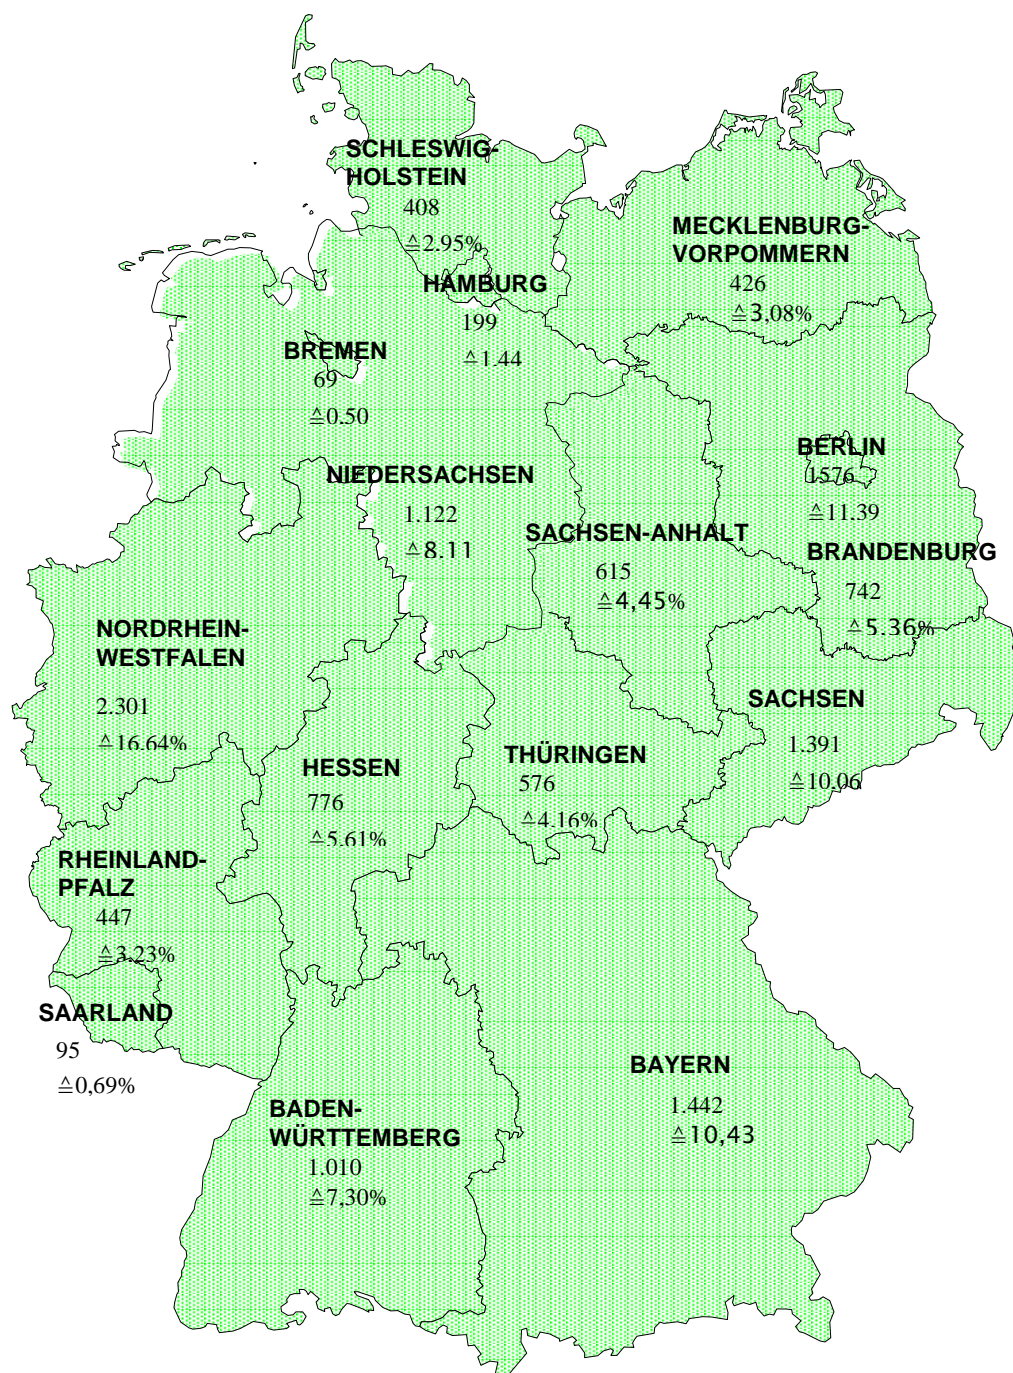 SCHLESWIG-
HOLSTEIN
408
≙2.95%
MECKLENBURG-
VORPOMMERN
426
≙3,08%
HAMBURG
199
≙1.44
BREMEN
69
≙0.50
BERLIN
1576
≙11.39
NIEDERSACHSEN
1.122
≙8.11
SACHSEN-ANHALT
615
≙4,45%
BRANDENBURG
742
≙5.36%
NORDRHEIN-
WESTFALEN
2.301
≙16.64%
SACHSEN
1.391
≙10.06
HESSEN
776
≙5.61%
THÜRINGEN
576
≙4.16%
RHEINLAND-
PFALZ
447
≙3.23%
SAARLAND
95
≙0,69%
BAYERN
1.442
≙10,43
BADEN-
WÜRTTEMBERG
1.010
≙7,30%